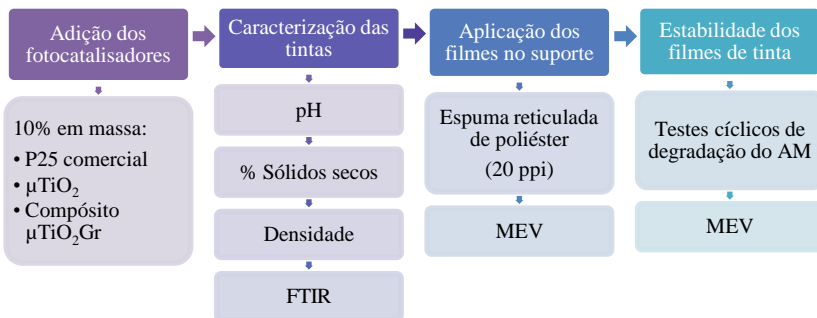 Adição dos
fotocatalisadores
10% em massa:
• P25 comercial
• µTiO₂
• Compósito
µTiO₂Gr
Caracterização das
tintas
pH
% Sólidos secos
Densidade
FTIR
Aplicação dos
filmes no suporte
Espuma reticulada
de poliéster
(20 ppi)
MEV
Estabilidade dos
filmes de tinta
Testes cíclicos de
degradação do AM
MEV